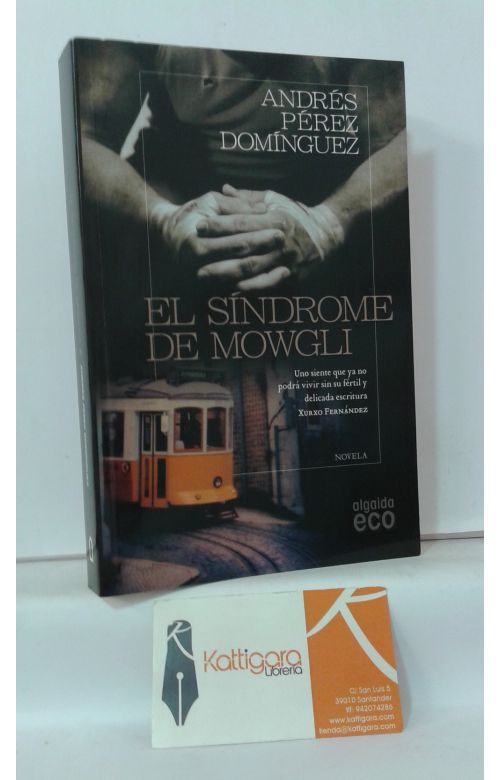 ANDRÉS
PÉREZ
DOMÍNGUEZ
EL SÍNDROME
DE MOWGLI
Uno siente que ya no
podrá vivir sin su fértil y
delicada escritura
XURXO FERNÁNDEZ
NOVELA
algaida
eco
Kattigara
Librería
C/ San Luis 5
39010 Santander
tlf: 942074286
www.kattigara.com
tienda@kattigara.com